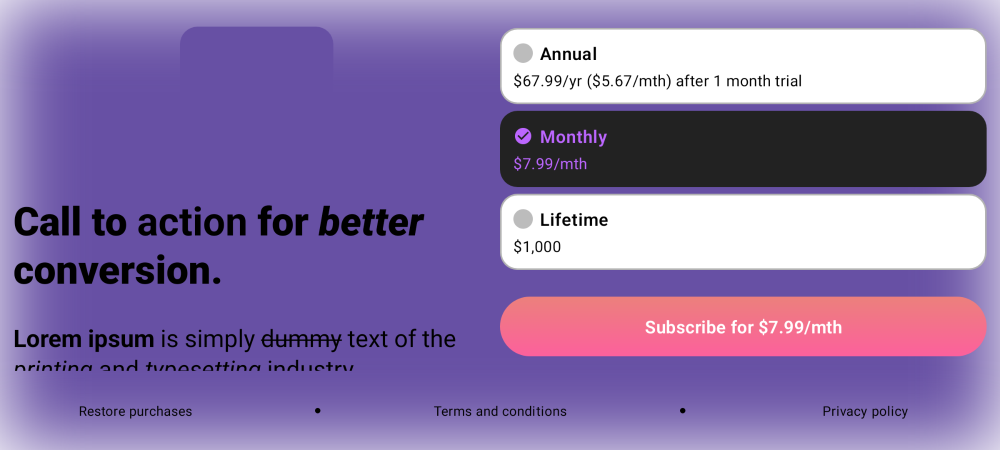 Call to action for better
conversion.
Lorem ipsum is simply dummy text of the
printing and typesetting industry
Annual
$67.99/yr ($5.67/mth) after 1 month trial
Monthly
$7.99/mth
Lifetime
$1,000
Subscribe for $7.99/mth
Restore purchases • Terms and conditions • Privacy policy